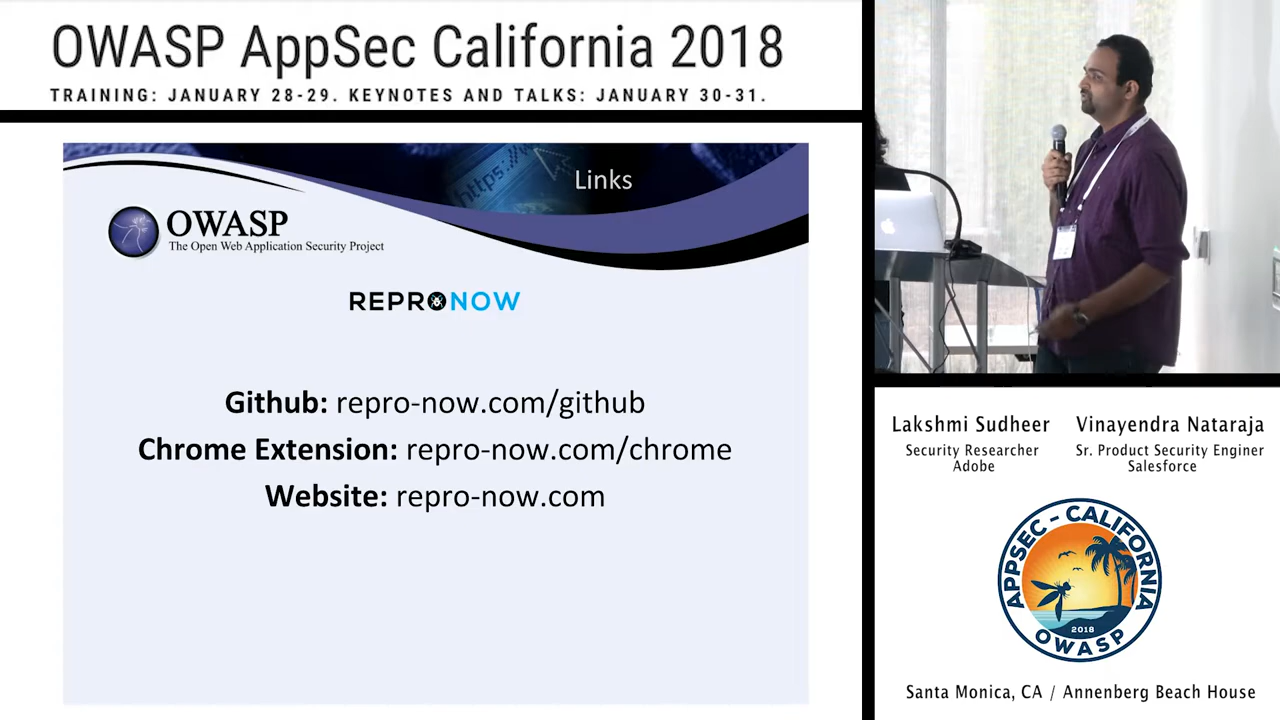 OWASP AppSec California 2018
TRAINING: JANUARY 28-29. KEYNOTES AND TALKS: JANUARY 30-31.
https://
Links
OWASP
The Open Web Application Security Project
REPRONOW
Github: repro-now.com/github
Chrome Extension: repro-now.com/chrome
Website: repro-now.com
Lakshmi Sudheer
Security Researcher
Adobe
Vinayendra Nataraja
Sr. Product Security Enginer
Salesforce
APPSEC - CALIFORNIA
2018
OWASP
Santa Monica, CA / Annenberg Beach House